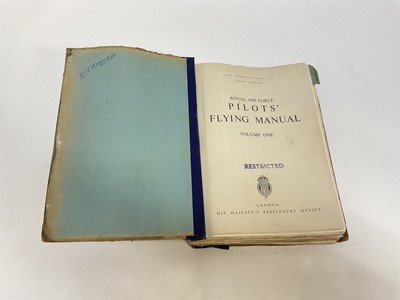 ROYAL AIR FORCE
PILOTS'
FLYING MANUAL
VOLUME ONE
RESTRICTED
LONDON
HIS MAJESTY'S STATIONERY OFFICE